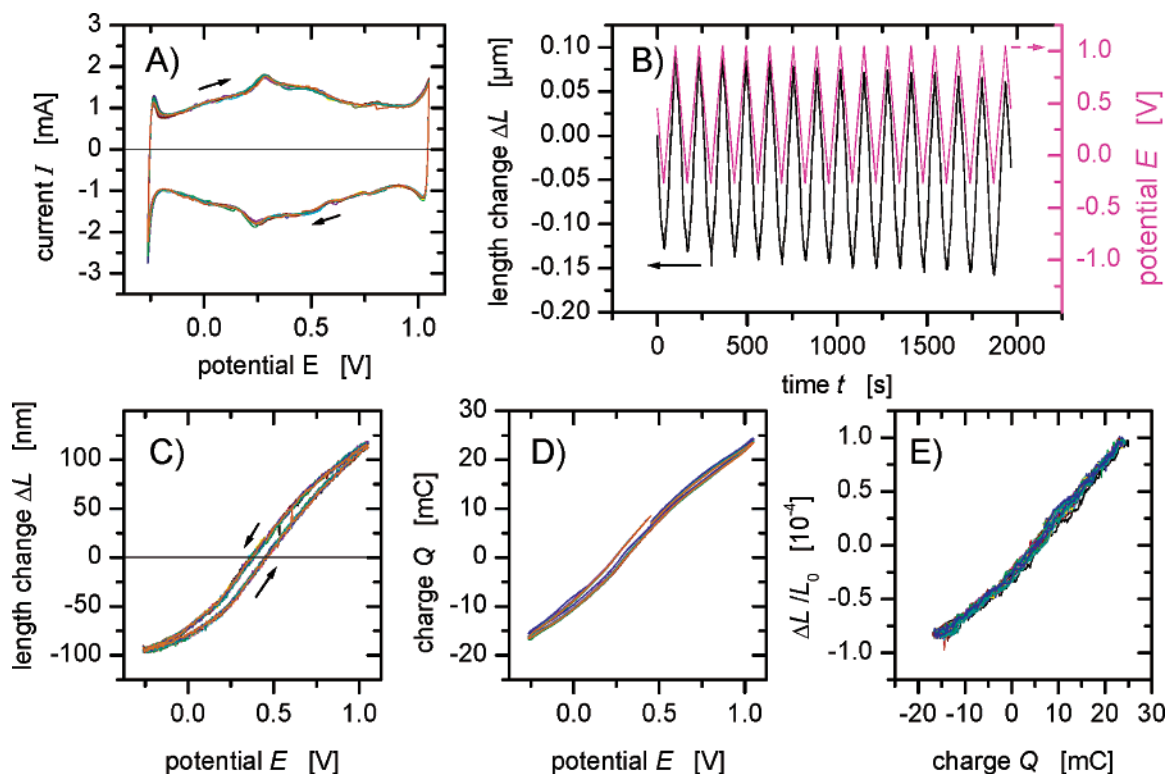 A)
current I [mA]
3
2
1
0
-1
-2
-3
0.0 0.5 1.0
potential E [V]
B)
length change ΔL [μm]
0.10
0.05
0.00
-0.05
-0.10
-0.15
-0.20
0 500 1000 1500 2000
time t [s]
1.0
0.5
0.0
-0.5
-1.0
potential E [V]
C)
length change ΔL [nm]
100
50
0
-50
-100
0.0 0.5 1.0
potential E [V]
D)
charge Q [mC]
30
20
10
0
-10
-20
0.0 0.5 1.0
potential E [V]
E)
ΔL/L₀ [10⁻⁴]
1.0
0.5
0.0
-0.5
-1.0
-20 -10 0 10 20 30
charge Q [mC]